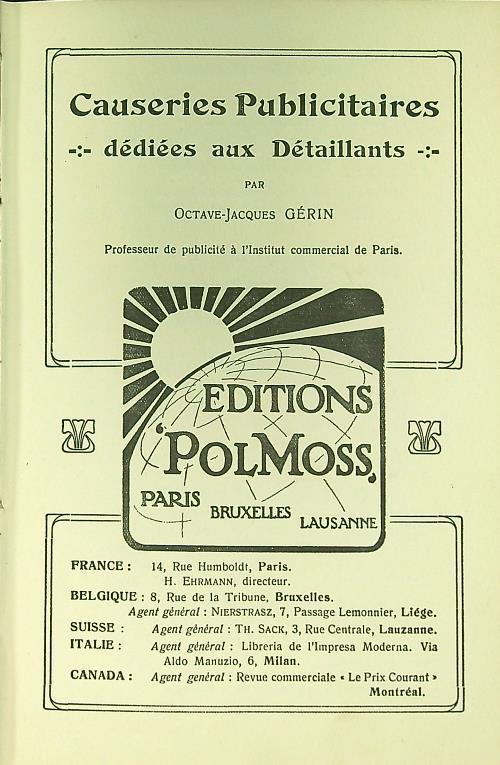 Causeries Publicitaires
-:- dédiées aux Détaillants -:-
PAR
OCTAVE-JACQUES GÉRIN
Professeur de publicité à l'Institut commercial de Paris.
EDITIONS
'POLMOSS,
PARIS
BRUXELLES
LAUSANNE
FRANCE : 14, Rue Humboldt, Paris.
H. EHRMANN, directeur.
BELGIQUE : 8, Rue de la Tribune, Bruxelles.
Agent général : NIERSTRASZ, 7, Passage Lemonnier, Liége.
SUISSE : Agent général : TH. SACK, 3, Rue Centrale, Lauzanne.
ITALIE : Agent général : Libreria de l'Impresa Moderna. Via
Aldo Manuzio, 6, Milan.
CANADA : Agent general : Revue commerciale « Le Prix Courant »
Montréal.